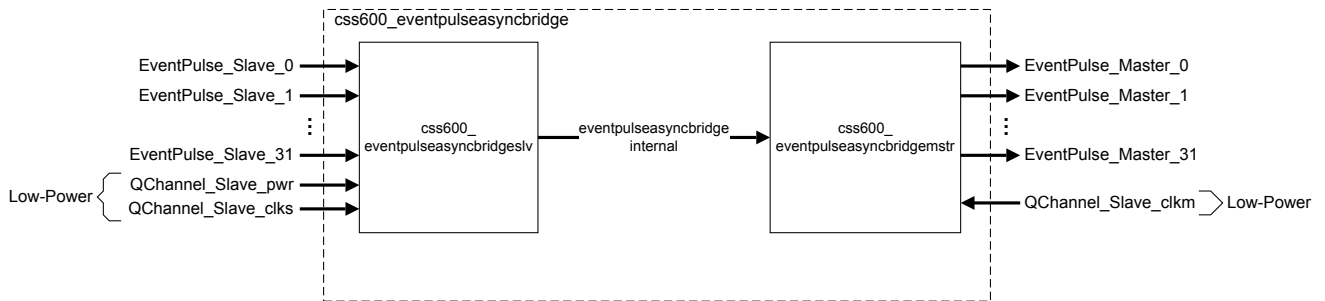 css600_eventpulseasyncbridge
EventPulse_Slave_0
EventPulse_Slave_1
EventPulse_Slave_31
Low-Power
QChannel_Slave_pwr
QChannel_Slave_clks
css600_
eventpulseasyncbridgeslv
eventpulseasyncbridge
internal
css600_
eventpulseasyncbridgemstr
EventPulse_Master_0
EventPulse_Master_1
EventPulse_Master_31
QChannel_Slave_clkm
Low-Power